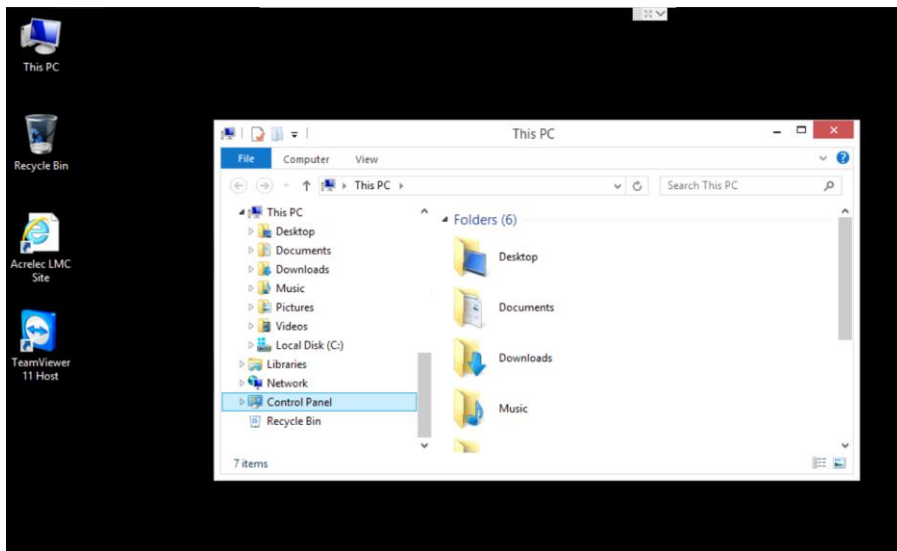 This PC
Recycle Bin
Acrelec LMC
Site
TeamViewer
11 Host
This PC
File Computer View
This PC
Search This PC
This PC
Desktop
Documents
Downloads
Music
Pictures
Videos
Local Disk (C:)
Libraries
Network
Control Panel
Recycle Bin
Folders (6)
Desktop
Documents
Downloads
Music
7 items